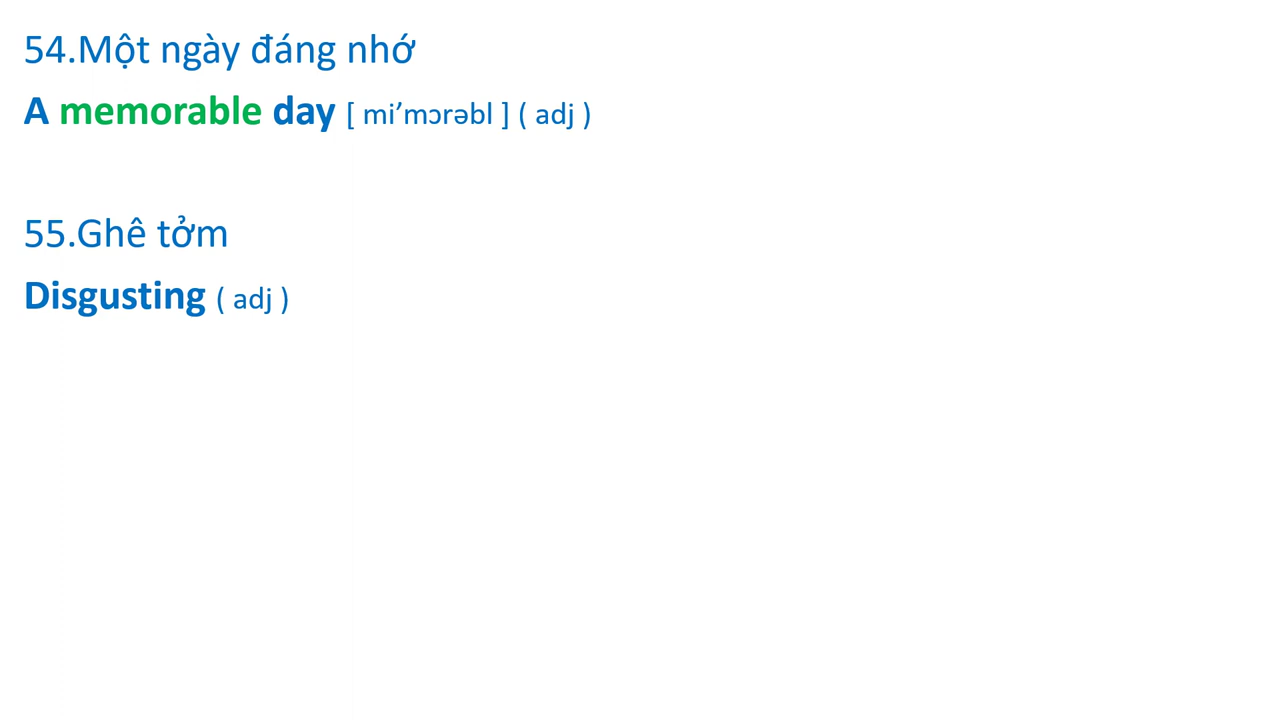 54.Một ngày đáng nhớ
A memorable day [ mi’mɔrəbl ] ( adj )
55.Ghê tởm
Disgusting ( adj )